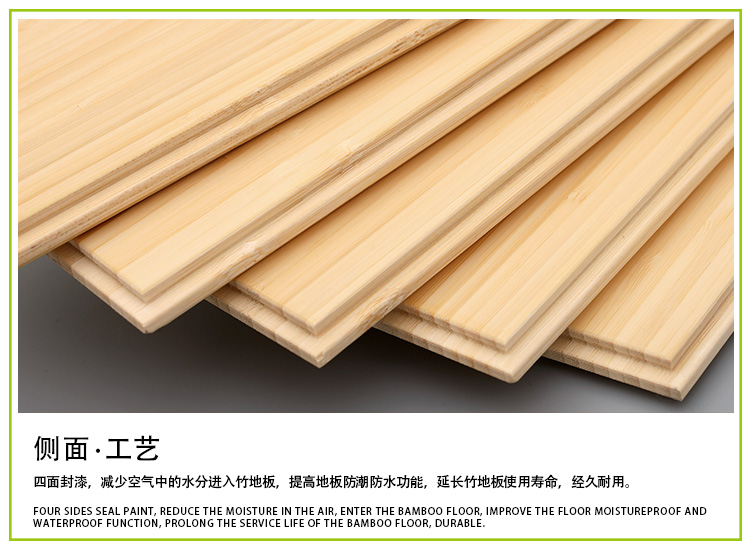 侧面·工艺
四面封漆，减少空气中的水分进入竹地板，提高地板防潮防水功能，延长竹地板使用寿命，经久耐用。
FOUR SIDES SEAL PAINT, REDUCE THE MOISTURE IN THE AIR, ENTER THE BAMBOO FLOOR, IMPROVE THE FLOOR MOISTUREPROOF AND
WATERPROOF FUNCTION, PROLONG THE SERVICE LIFE OF THE BAMBOO FLOOR, DURABLE.